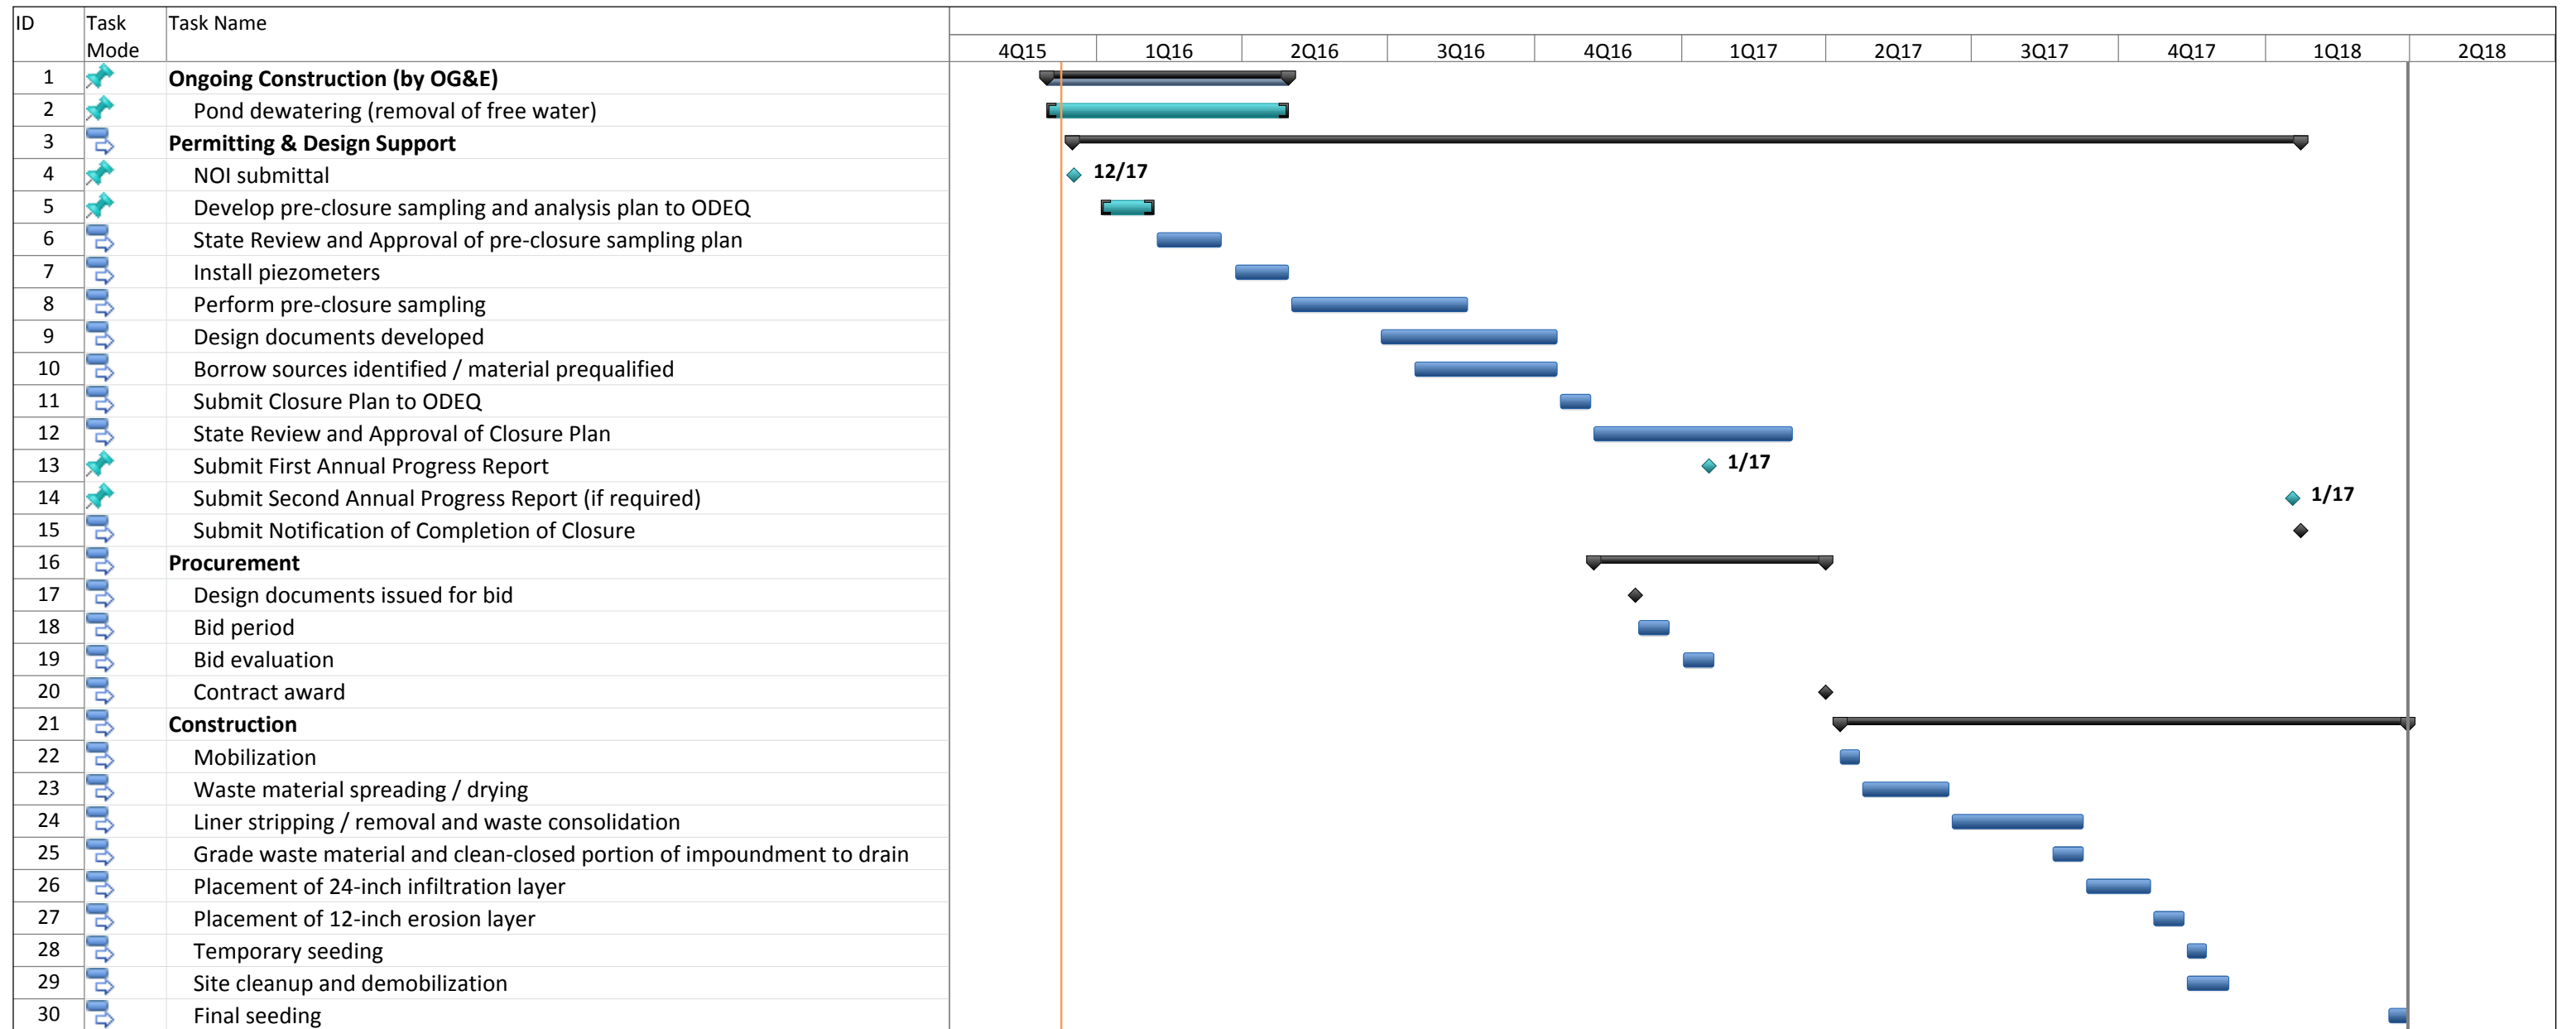 ID Task Mode Task Name
4Q15 1Q16 2Q16 3Q16 4Q16 1Q17 2Q17 3Q17 4Q17 1Q18 2Q18
1 Ongoing Construction (by OG&E)
2 Pond dewatering (removal of free water)
3 Permitting & Design Support
4 NOI submittal 12/17
5 Develop pre-closure sampling and analysis plan to ODEQ
6 State Review and Approval of pre-closure sampling plan
7 Install piezometers
8 Perform pre-closure sampling
9 Design documents developed
10 Borrow sources identified / material prequalified
11 Submit Closure Plan to ODEQ
12 State Review and Approval of Closure Plan
13 Submit First Annual Progress Report 1/17
14 Submit Second Annual Progress Report (if required) 1/17
15 Submit Notification of Completion of Closure
16 Procurement
17 Design documents issued for bid
18 Bid period
19 Bid evaluation
20 Contract award
21 Construction
22 Mobilization
23 Waste material spreading / drying
24 Liner stripping / removal and waste consolidation
25 Grade waste material and clean-closed portion of impoundment to drain
26 Placement of 24-inch infiltration layer
27 Placement of 12-inch erosion layer
28 Temporary seeding
29 Site cleanup and demobilization
30 Final seeding